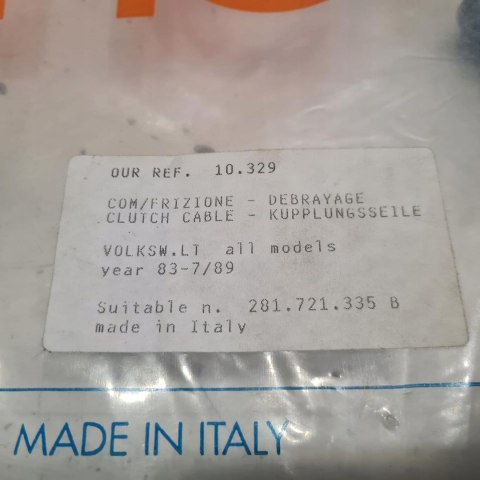 OUR REF. 10.329
COM/FRIZIONE - DEBRAYAGE
CLUTCH CABLE - KUPPLUNGSSEILE
VOLKSW.LT all models
year 83-7/89
Suitable n. 281.721.335 B
made in Italy
MADE IN ITALY